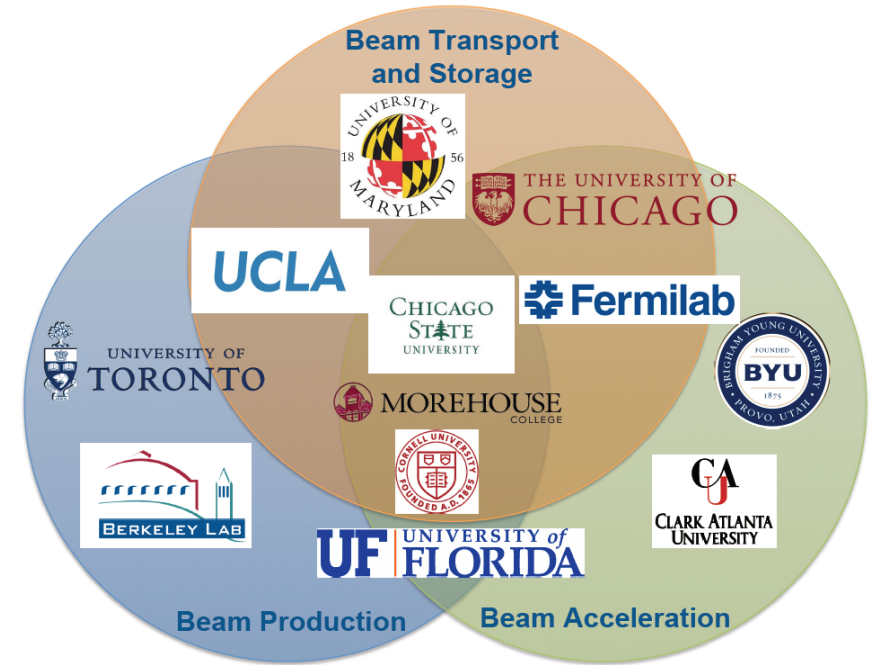 Beam Transport
and Storage
UNIVERSITY OF
18 56
MARYLAND
THE UNIVERSITY OF
CHICAGO
UCLA
CHICAGO
STATE
UNIVERSITY
Fermilab
UNIVERSITY OF
TORONTO
BRIGHAM YOUNG UNIVERSITY
FOUNDED
BYU
1875
PROVO, UTAH
MOREHOUSE
COLLEGE
CORNELL UNIVERSITY
FOUNDED A.D. 1865
BERKELEY LAB
CAU
CLARK ATLANTA
UNIVERSITY
UF UNIVERSITY of
FLORIDA
Beam Production
Beam Acceleration